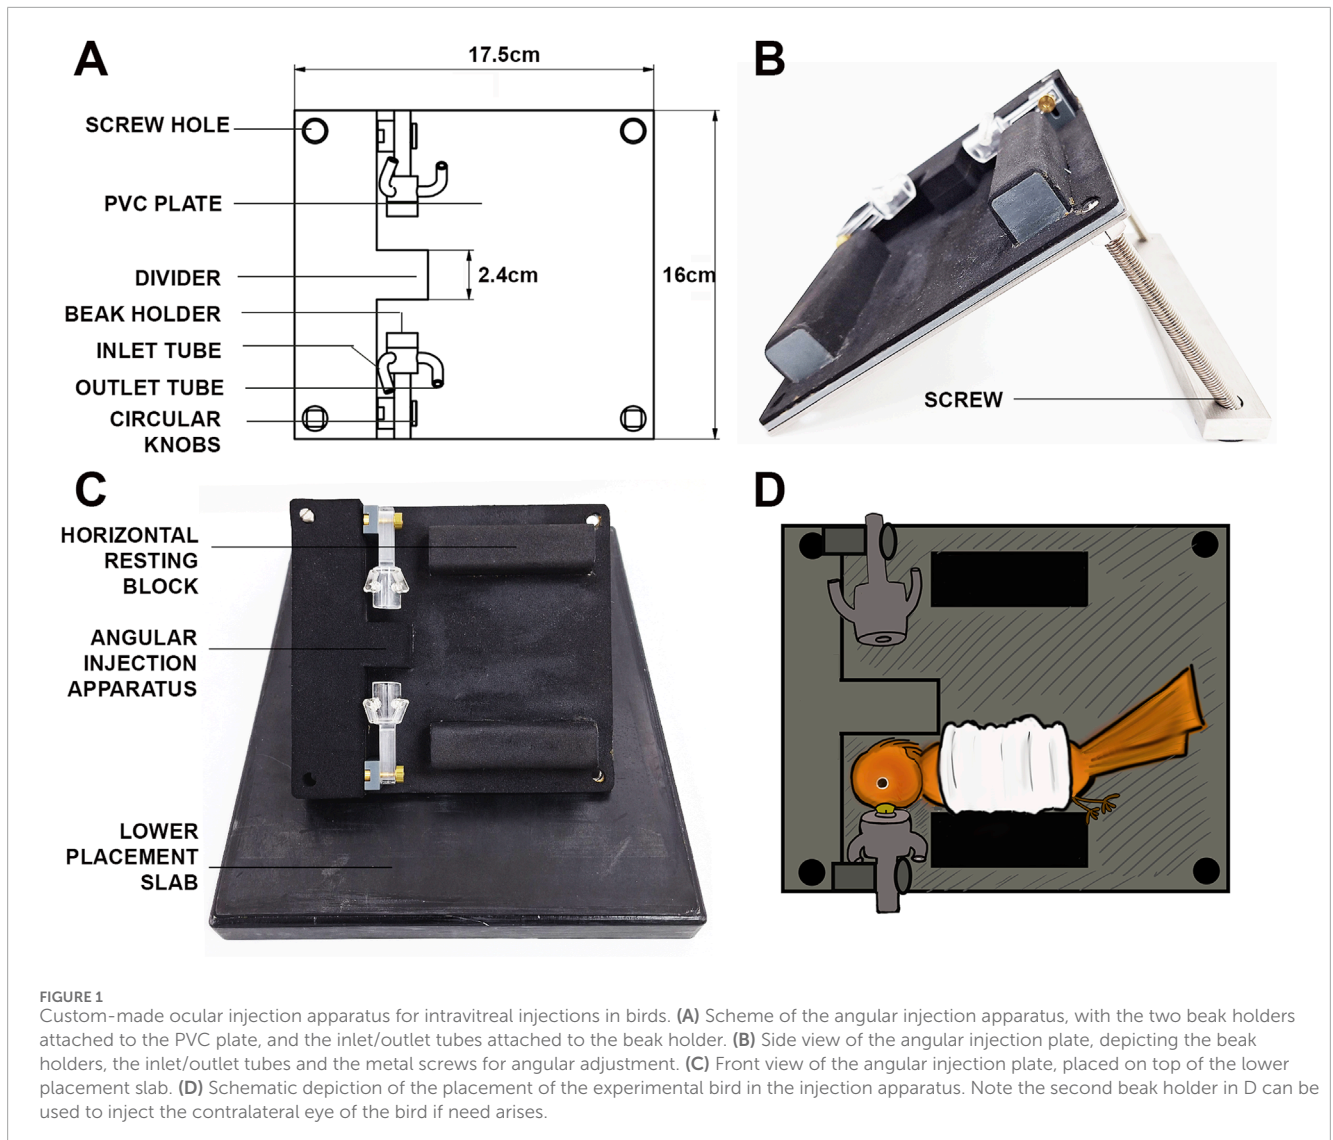 A
17.5cm
SCREW HOLE
PVC PLATE
DIVIDER
2.4cm
16cm
BEAK HOLDER
INLET TUBE
OUTLET TUBE
CIRCULAR
KNOBS
B
SCREW
C
HORIZONTAL
RESTING
BLOCK
ANGULAR
INJECTION
APPARATUS
LOWER
PLACEMENT
SLAB
D
FIGURE 1
Custom-made ocular injection apparatus for intravitreal injections in birds. (A) Scheme of the angular injection apparatus, with the two beak holders
attached to the PVC plate, and the inlet/outlet tubes attached to the beak holder. (B) Side view of the angular injection plate, depicting the beak
holders, the inlet/outlet tubes and the metal screws for angular adjustment. (C) Front view of the angular injection plate, placed on top of the lower
placement slab. (D) Schematic depiction of the placement of the experimental bird in the injection apparatus. Note the second beak holder in D can be
used to inject the contralateral eye of the bird if need arises.